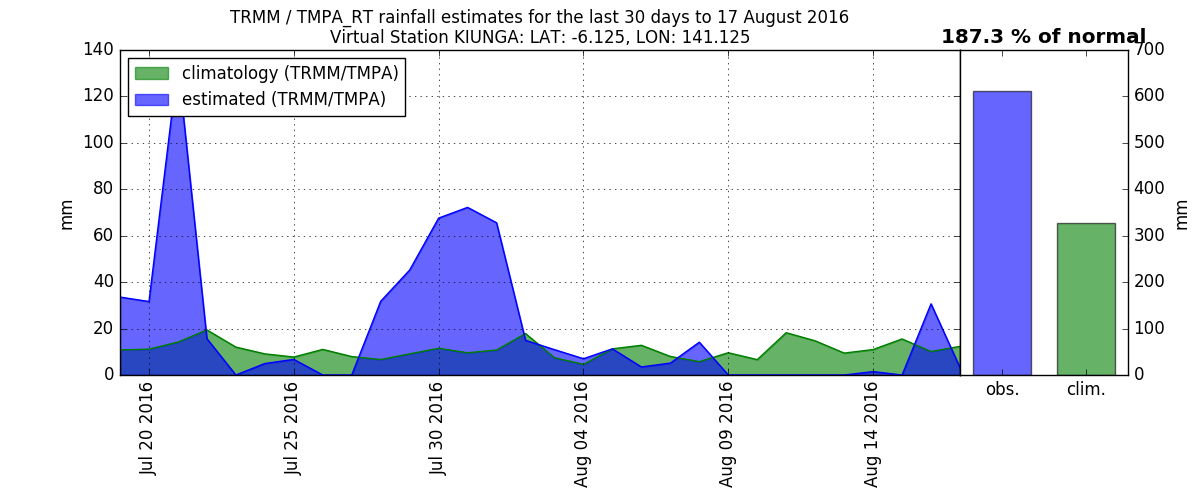 TRMM / TMPA_RT rainfall estimates for the last 30 days to 17 August 2016
Virtual Station KIUNGA: LAT: -6.125, LON: 141.125
187.3 % of normal
climatology (TRMM/TMPA)
estimated (TRMM/TMPA)
140
120
100
80
60
40
20
0
mm
Jul 20 2016
Jul 25 2016
Jul 30 2016
Aug 04 2016
Aug 09 2016
Aug 14 2016
700
600
500
400
300
200
100
0
mm
obs.
clim.